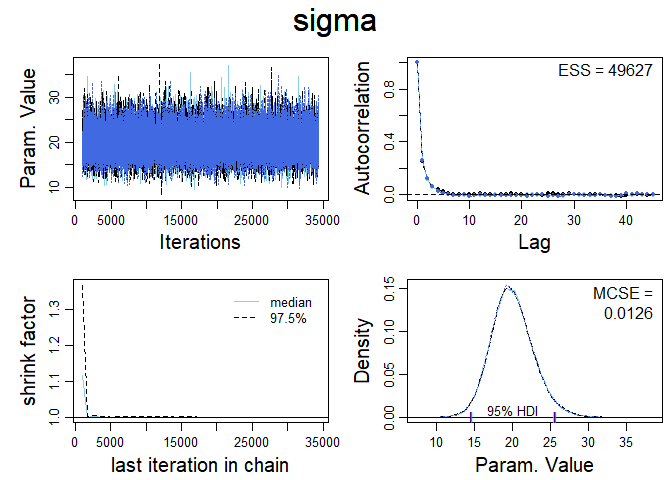 sigma
Param. Value
10
20
30
0
5000
15000
25000
35000
Iterations
Autocorrelation
0.0
0.4
0.8
ESS = 49627
0
10
20
30
40
Lag
shrink factor
1.0
1.1
1.2
1.3
median
97.5%
0
5000
15000
25000
35000
last iteration in chain
Density
0.00
0.05
0.10
0.15
MCSE =
0.0126
95% HDI
10
15
20
25
30
35
Param. Value